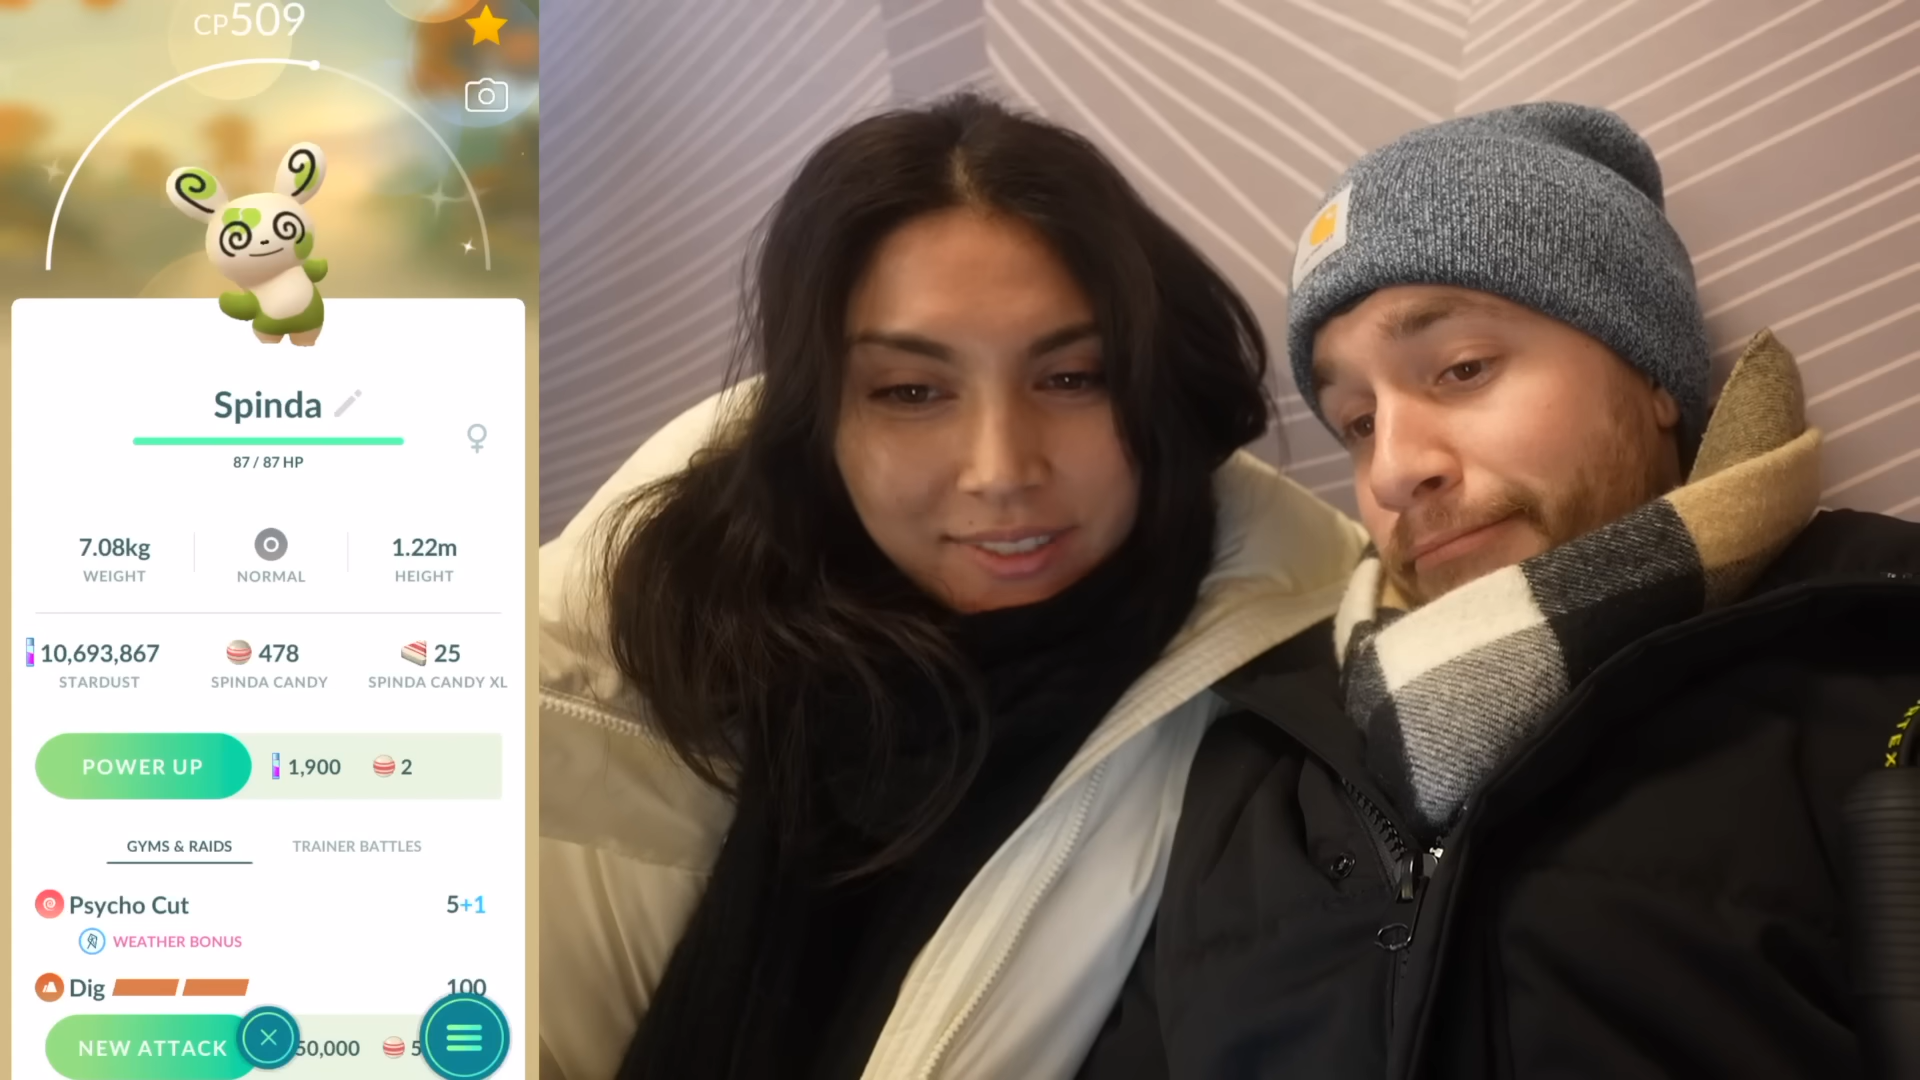 CP509
Spinda
87 / 87 HP
7.08kg
WEIGHT
NORMAL
1.22m
HEIGHT
10,693,867
STARDUST
478
SPINDA CANDY
25
SPINDA CANDY XL
POWER UP
1,900
2
GYMS & RAIDS
TRAINER BATTLES
Psycho Cut
5+1
WEATHER BONUS
Dig
100
NEW ATTACK
50,000
5